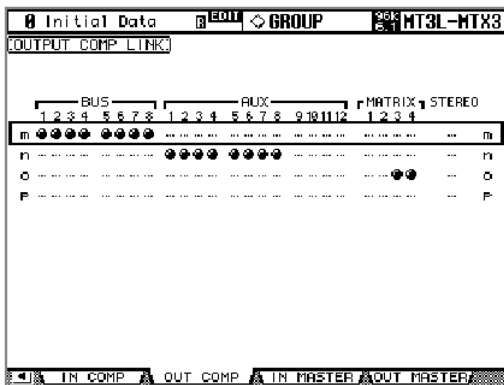 0 Initial Data EDIT GROUP 96k 6.1 MT3L-MTX3
OUTPUT COMP LINK
BUS AUX MATRIX STEREO
1 2 3 4 5 6 7 8 1 2 3 4 5 6 7 8 9 10 11 12 1 2 3 4
m m
n n
o o
P P
IN COMP OUT COMP IN MASTER OUT MASTER